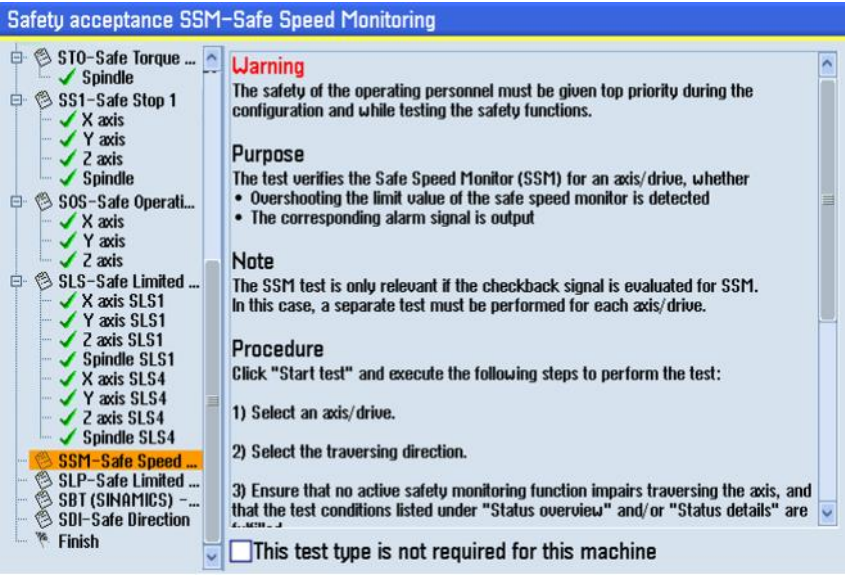 Safety acceptance SSM-Safe Speed Monitoring
STO-Safe Torque ...
Spindle
SS1-Safe Stop 1
X axis
Y axis
Z axis
Spindle
SOS-Safe Operati...
X axis
Y axis
Z axis
SLS-Safe Limited ...
X axis SLS1
Y axis SLS1
Z axis SLS1
Spindle SLS1
X axis SLS4
Y axis SLS4
Z axis SLS4
Spindle SLS4
SSM-Safe Speed ...
SLP-Safe Limited ...
SBT (SINAMICS) -...
SDI-Safe Direction
Finish
Warning
The safety of the operating personnel must be given top priority during the
configuration and while testing the safety functions.
Purpose
The test verifies the Safe Speed Monitor (SSM) for an axis/drive, whether
• Overshooting the limit value of the safe speed monitor is detected
• The corresponding alarm signal is output
Note
The SSM test is only relevant if the checkback signal is evaluated for SSM.
In this case, a separate test must be performed for each axis/drive.
Procedure
Click "Start test" and execute the following steps to perform the test:
1) Select an axis/drive.
2) Select the traversing direction.
3) Ensure that no active safety monitoring function impairs traversing the axis, and
that the test conditions listed under "Status overview" and/or "Status details" are
This test type is not required for this machine